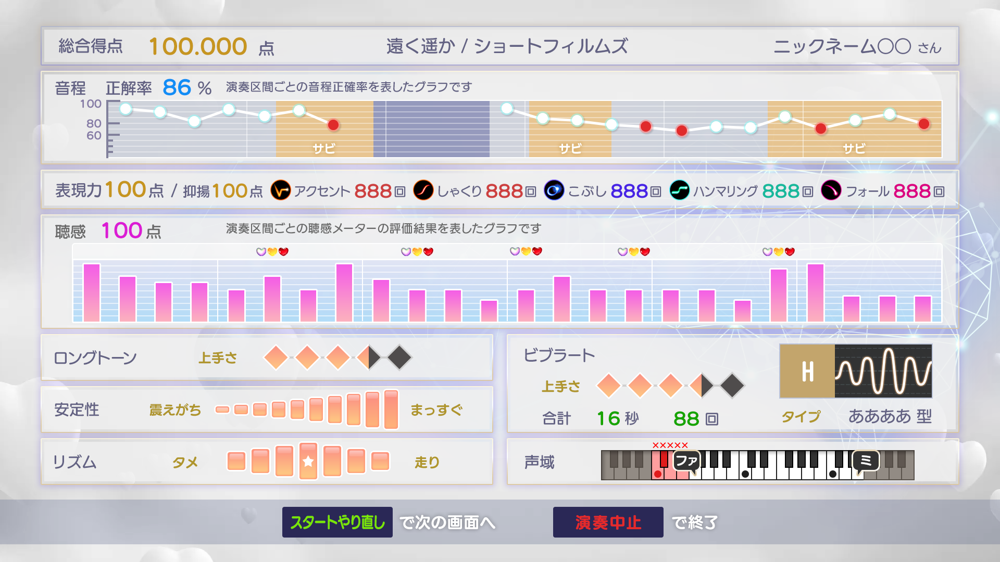 総合得点 100.000 点 遠く遥か / ショートフィルムズ ニックネーム〇〇 さん
音程 正解率 86 % 演奏区間ごとの音程正確率を表したグラフです
100
80
60
サビ サビ サビ
表現力 100 点 / 抑揚 100 点 アクセント 888 回 しゃくり 888 回 こぶし 888 回 ハンマリング 888 回 フォール 888 回
聴感 100 点 演奏区間ごとの聴感メーターの評価結果を表したグラフです
ロングトーン 上手さ
安定性 震えがち まっすぐ
リズム タメ 走り
ビブラート
上手さ
H
合計 16 秒 88 回 タイプ ああああ 型
×××××
声域 ファ ミ
スタートやり直し で次の画面へ 演奏中止 で終了